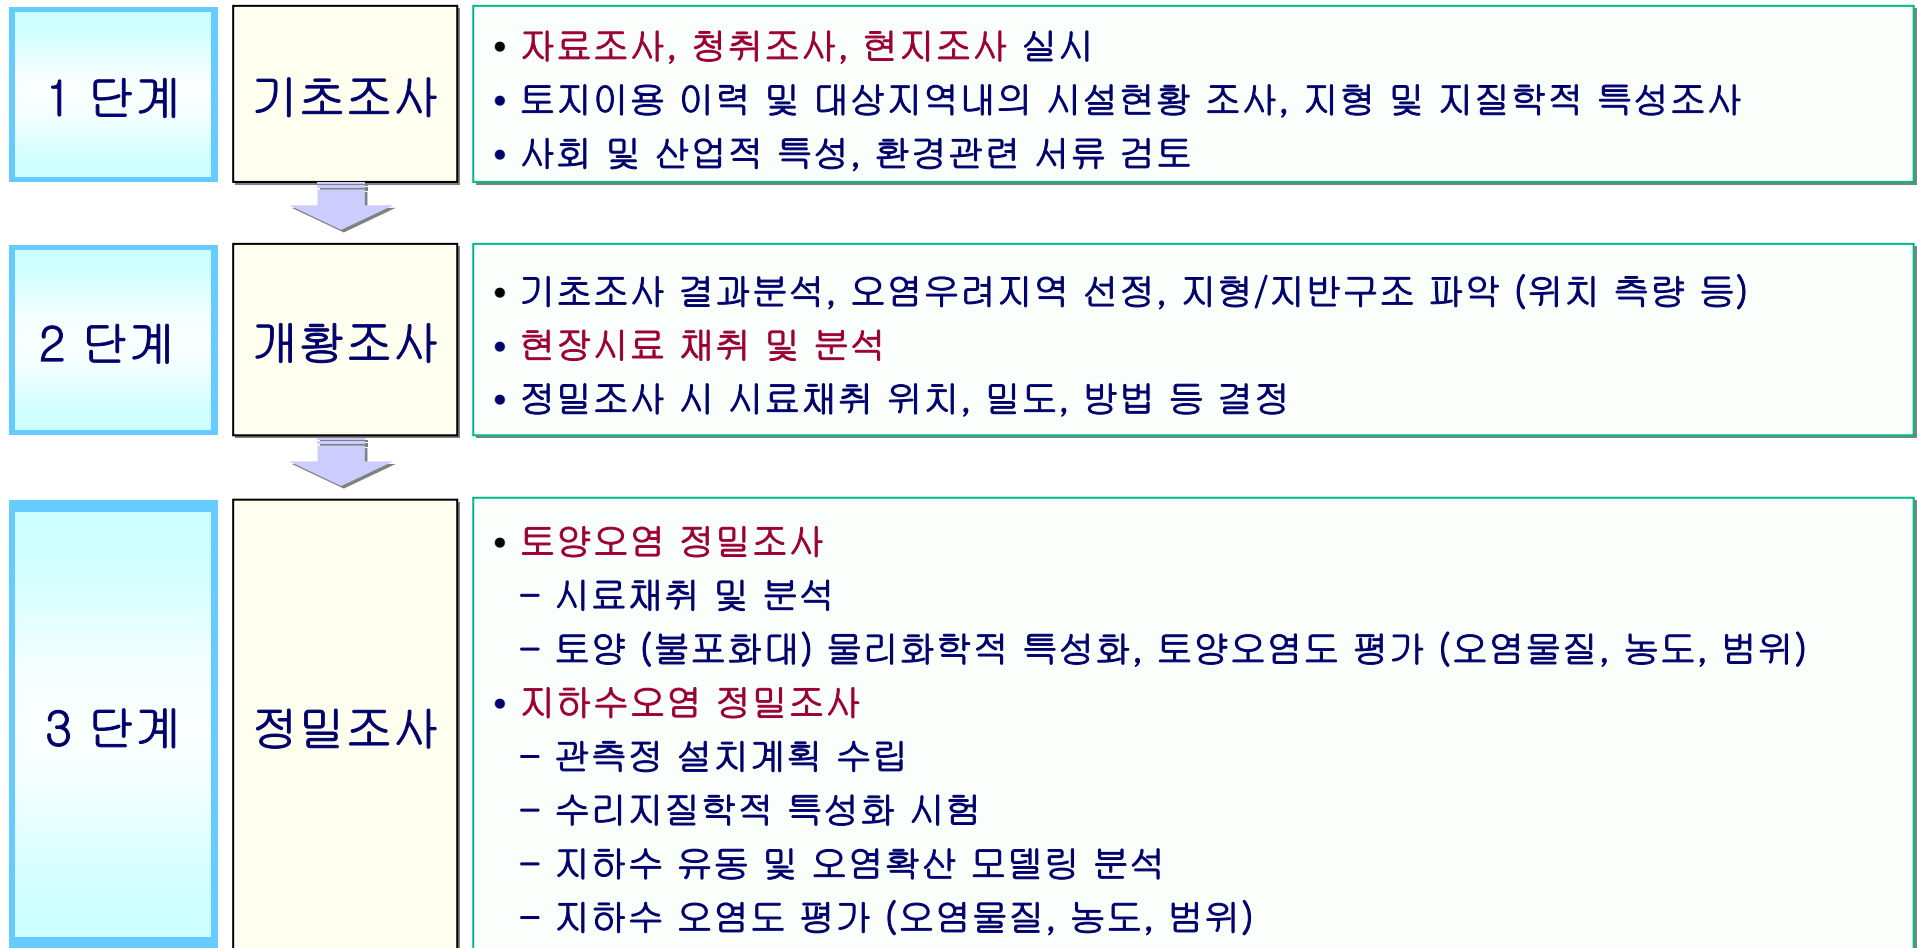 1 단계
기초조사
• 자료조사, 청취조사, 현지조사 실시
• 토지이용 이력 및 대상지역내의 시설현황 조사, 지형 및 지질학적 특성조사
• 사회 및 산업적 특성, 환경관련 서류 검토
2 단계
개황조사
• 기초조사 결과분석, 오염우려지역 선정, 지형/지반구조 파악 (위치 측량 등)
• 현장시료 채취 및 분석
• 정밀조사 시 시료채취 위치, 밀도, 방법 등 결정
3 단계
정밀조사
• 토양오염 정밀조사
- 시료채취 및 분석
- 토양 (불포화대) 물리화학적 특성화, 토양오염도 평가 (오염물질, 농도, 범위)
• 지하수오염 정밀조사
- 관측정 설치계획 수립
- 수리지질학적 특성화 시험
- 지하수 유동 및 오염확산 모델링 분석
- 지하수 오염도 평가 (오염물질, 농도, 범위)